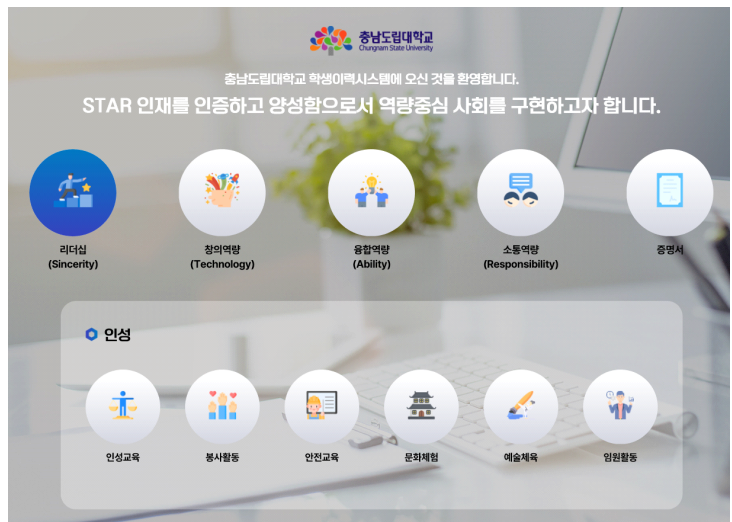 충남도립대학교
Chungnam State University
충남도립대학교 학생이력시스템에 오신 것을 환영합니다.
STAR 인재를 인증하고 양성함으로서 역량중심 사회를 구현하고자 합니다.
리더십
(Sincerity)
창의역량
(Technology)
융합역량
(Ability)
소통역량
(Responsibility)
증명서
인성
인성교육
봉사활동
안전교육
문화체험
예술체육
임원활동